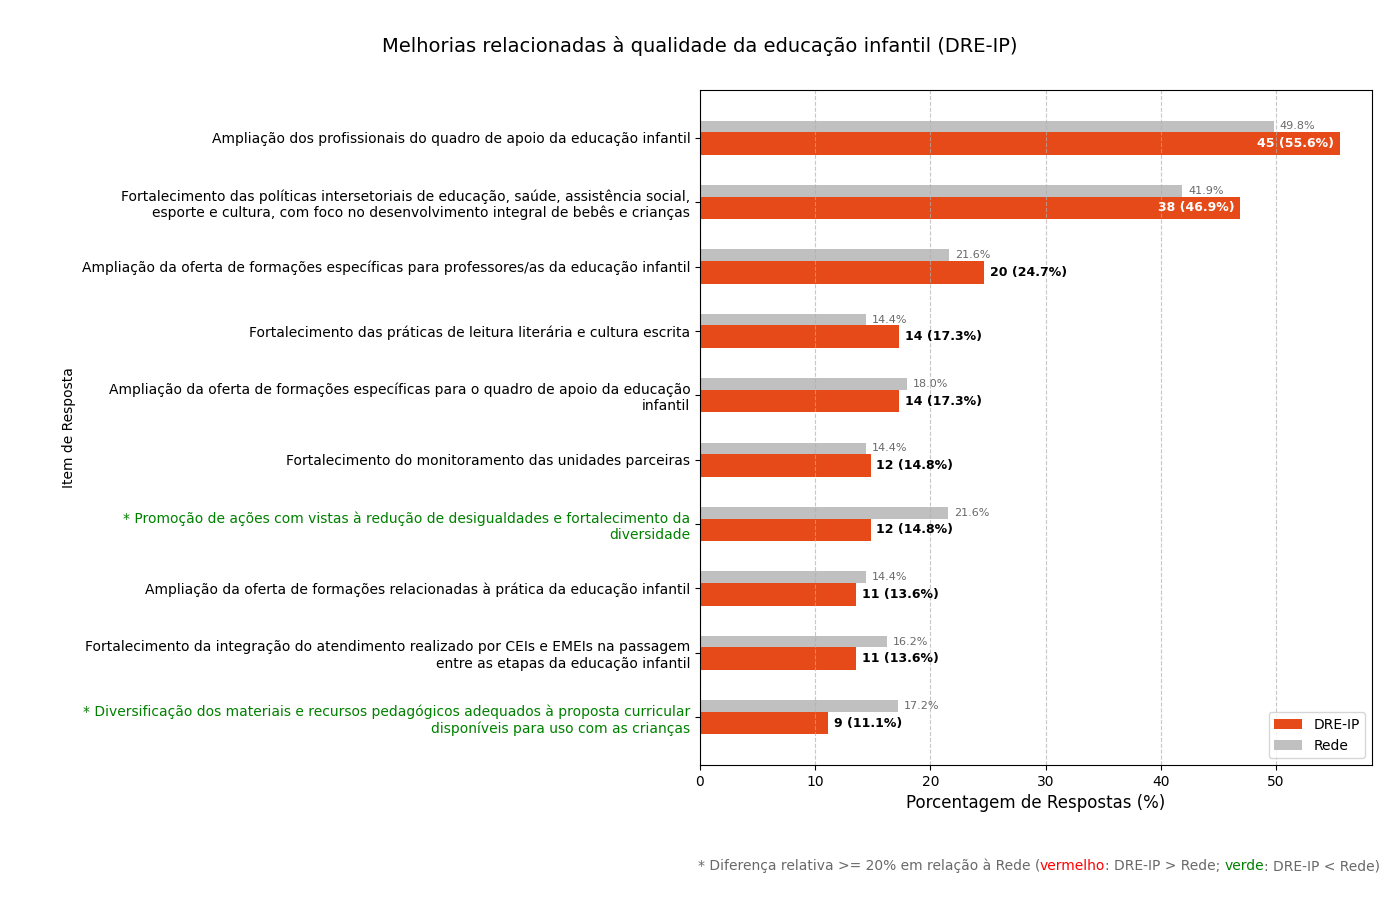 Melhorias relacionadas à qualidade da educação infantil (DRE-IP)
Ampliação dos profissionais do quadro de apoio da educação infantil
49.8%
45 (55.6%)
Fortalecimento das políticas intersetoriais de educação, saúde, assistência social,
esporte e cultura, com foco no desenvolvimento integral de bebês e crianças
41.9%
38 (46.9%)
Ampliação da oferta de formações específicas para professores/as da educação infantil
21.6%
20 (24.7%)
Fortalecimento das práticas de leitura literária e cultura escrita
14.4%
14 (17.3%)
Ampliação da oferta de formações específicas para o quadro de apoio da educação
infantil
18.0%
14 (17.3%)
Fortalecimento do monitoramento das unidades parceiras
14.4%
12 (14.8%)
* Promoção de ações com vistas à redução de desigualdades e fortalecimento da
diversidade
21.6%
12 (14.8%)
Ampliação da oferta de formações relacionadas à prática da educação infantil
14.4%
11 (13.6%)
Fortalecimento da integração do atendimento realizado por CEIs e EMEIs na passagem
entre as etapas da educação infantil
16.2%
11 (13.6%)
* Diversificação dos materiais e recursos pedagógicos adequados à proposta curricular
disponíveis para uso com as crianças
17.2%
9 (11.1%)
Item de Resposta
DRE-IP
Rede
0 10 20 30 40 50
Porcentagem de Respostas (%)
* Diferença relativa >= 20% em relação à Rede (vermelho: DRE-IP > Rede; verde: DRE-IP < Rede)